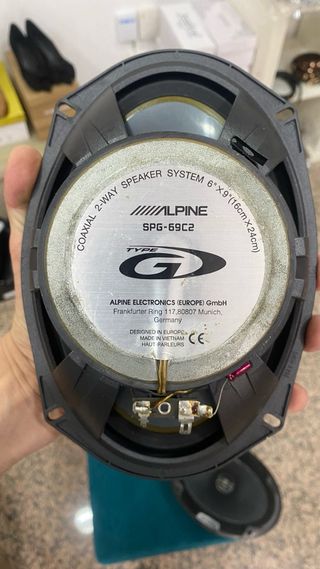 COAXIAL 2-WAY SPEAKER SYSTEM 6"X9"(16cm X 24cm)
ALPINE
SPG-69C2
TYPE
G
ALPINE ELECTRONICS (EUROPE) GmbH
Frankfurter Ring 117,80807 Munich,
Germany
DESIGNED IN EUROPE
MADE IN VIETNAM
HAUT-PARLEURS
CE